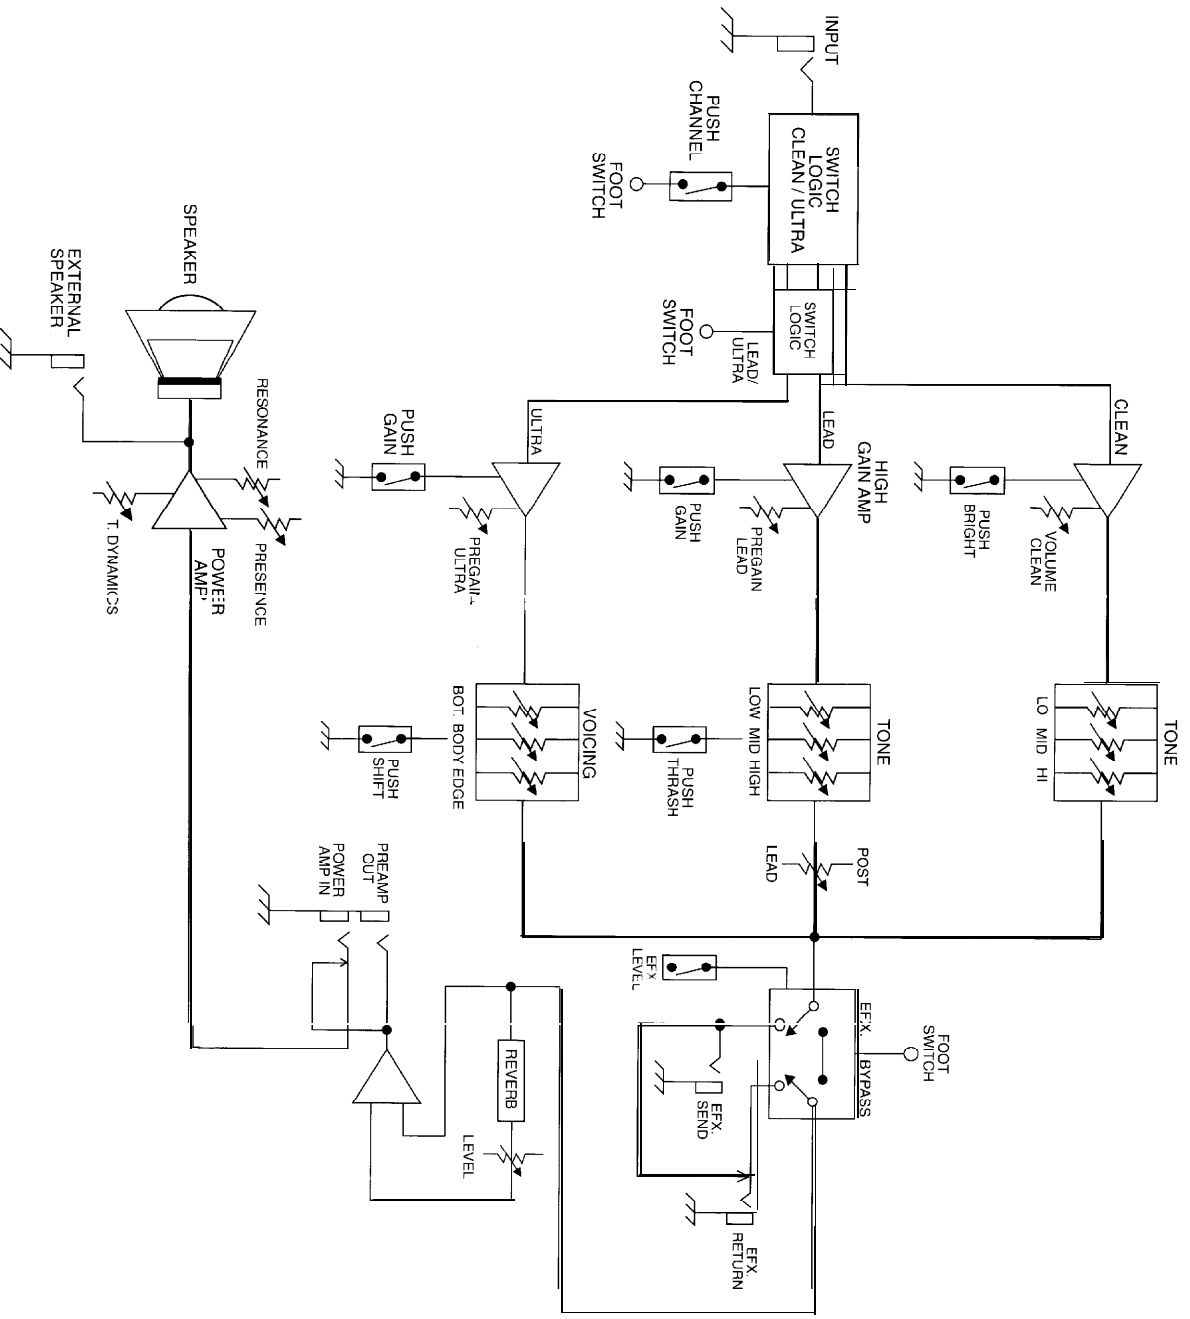 INPUT
SWITCH
LOGIC
CLEAN / ULTRA
PUSH
CHANNEL
FOOT
SWITCH
SWITCH
LOGIC
FOOT
SWITCH
LEAD/
ULTRA
CLEAN
LEAD
ULTRA
PUSH
BRIGHT
VOLUME
CLEAN
HIGH
GAIN AMP
PUSH
GAIN
PREGAIN
LEAD
PUSH
GAIN
PREGAIN
ULTRA
TONE
LO MID HI
TONE
LOW MID HIGH
PUSH
THRASH
VOICING
BOT. BODY EDGE
PUSH
SHIFT
POST
LEAD
EFX
LEVEL
EFX. BYPASS
FOOT
SWITCH
EFX.
SEND
EFX.
RETURN
REVERB
LEVEL
PREAMP
OUT
POWER
AMP IN
POWER
AMP
RESONANCE
PRESENCE
T. DYNAMICS
SPEAKER
EXTERNAL
SPEAKER